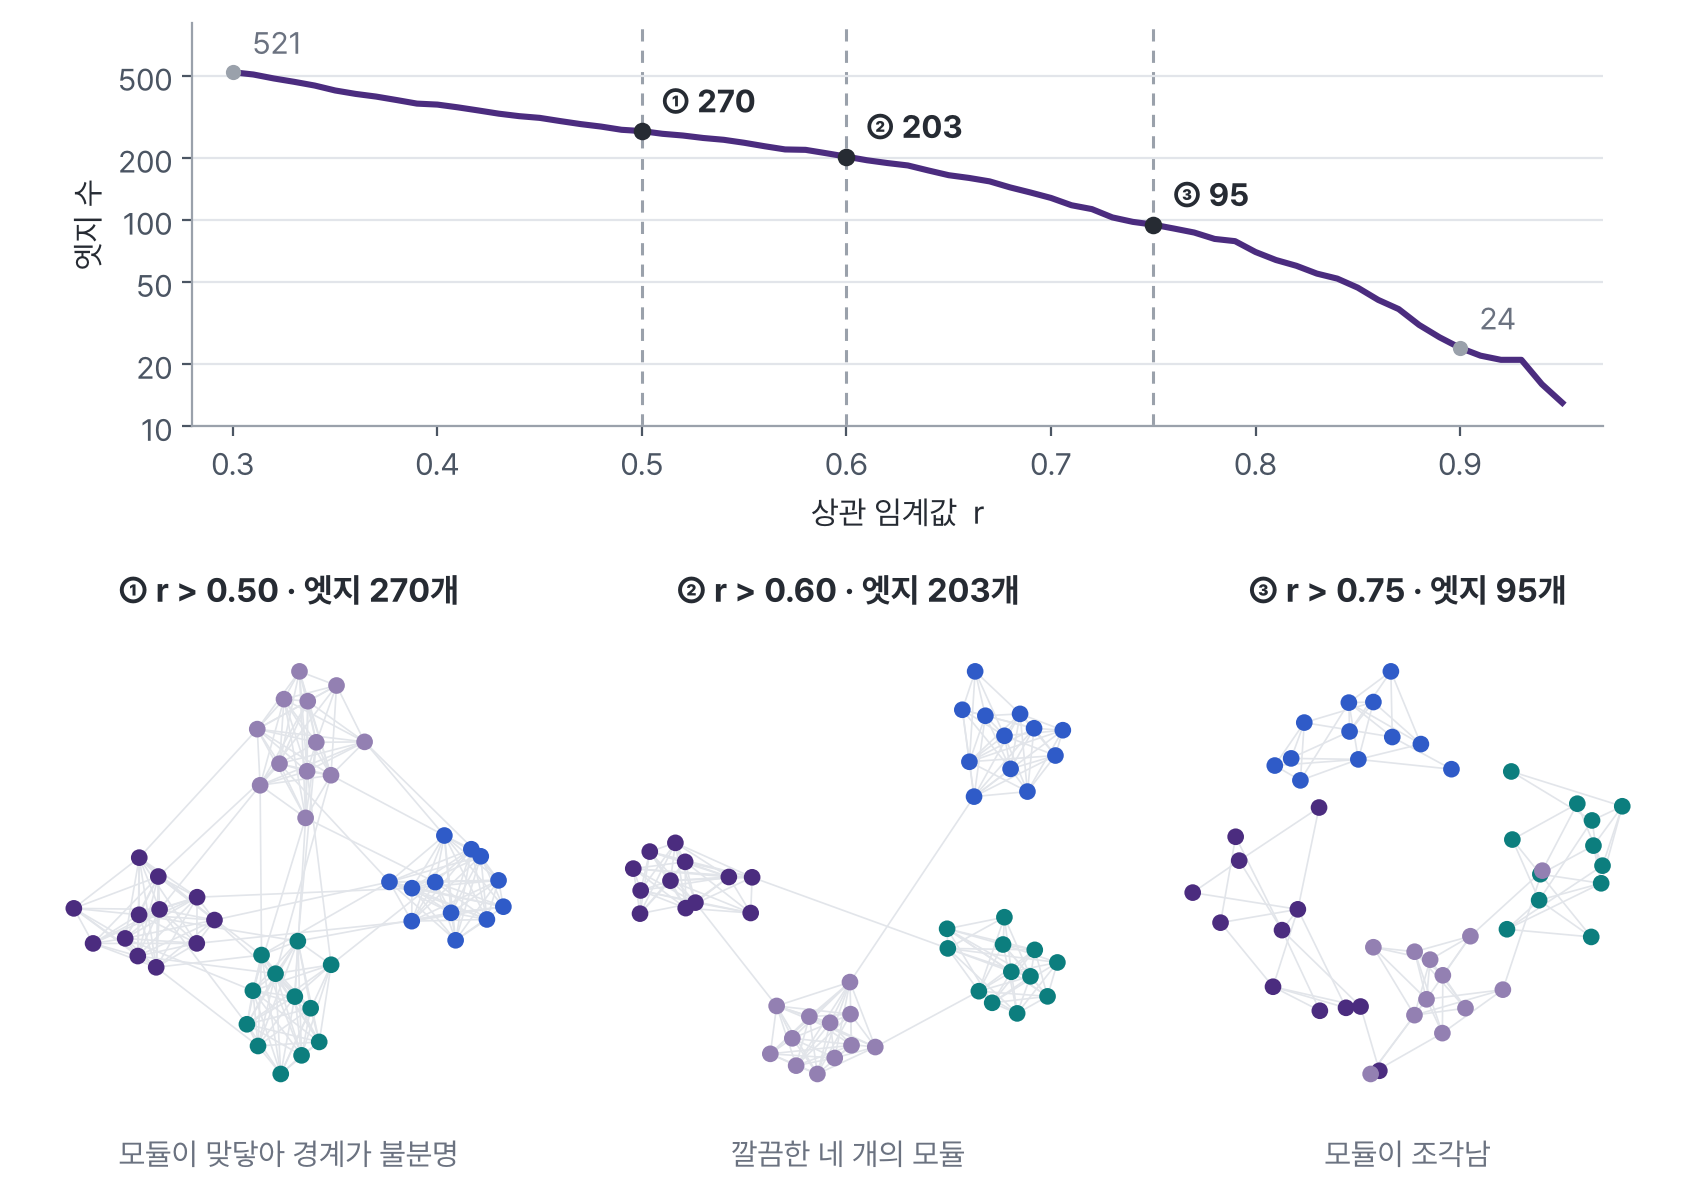 521
500
① 270
② 203
200
③ 95
100
엣지 수
50
24
20
10
0.3 0.4 0.5 0.6 0.7 0.8 0.9
상관 임계값 r
① r > 0.50 · 엣지 270개
② r > 0.60 · 엣지 203개
③ r > 0.75 · 엣지 95개
모듈이 맞닿아 경계가 불분명
깔끔한 네 개의 모듈
모듈이 조각남